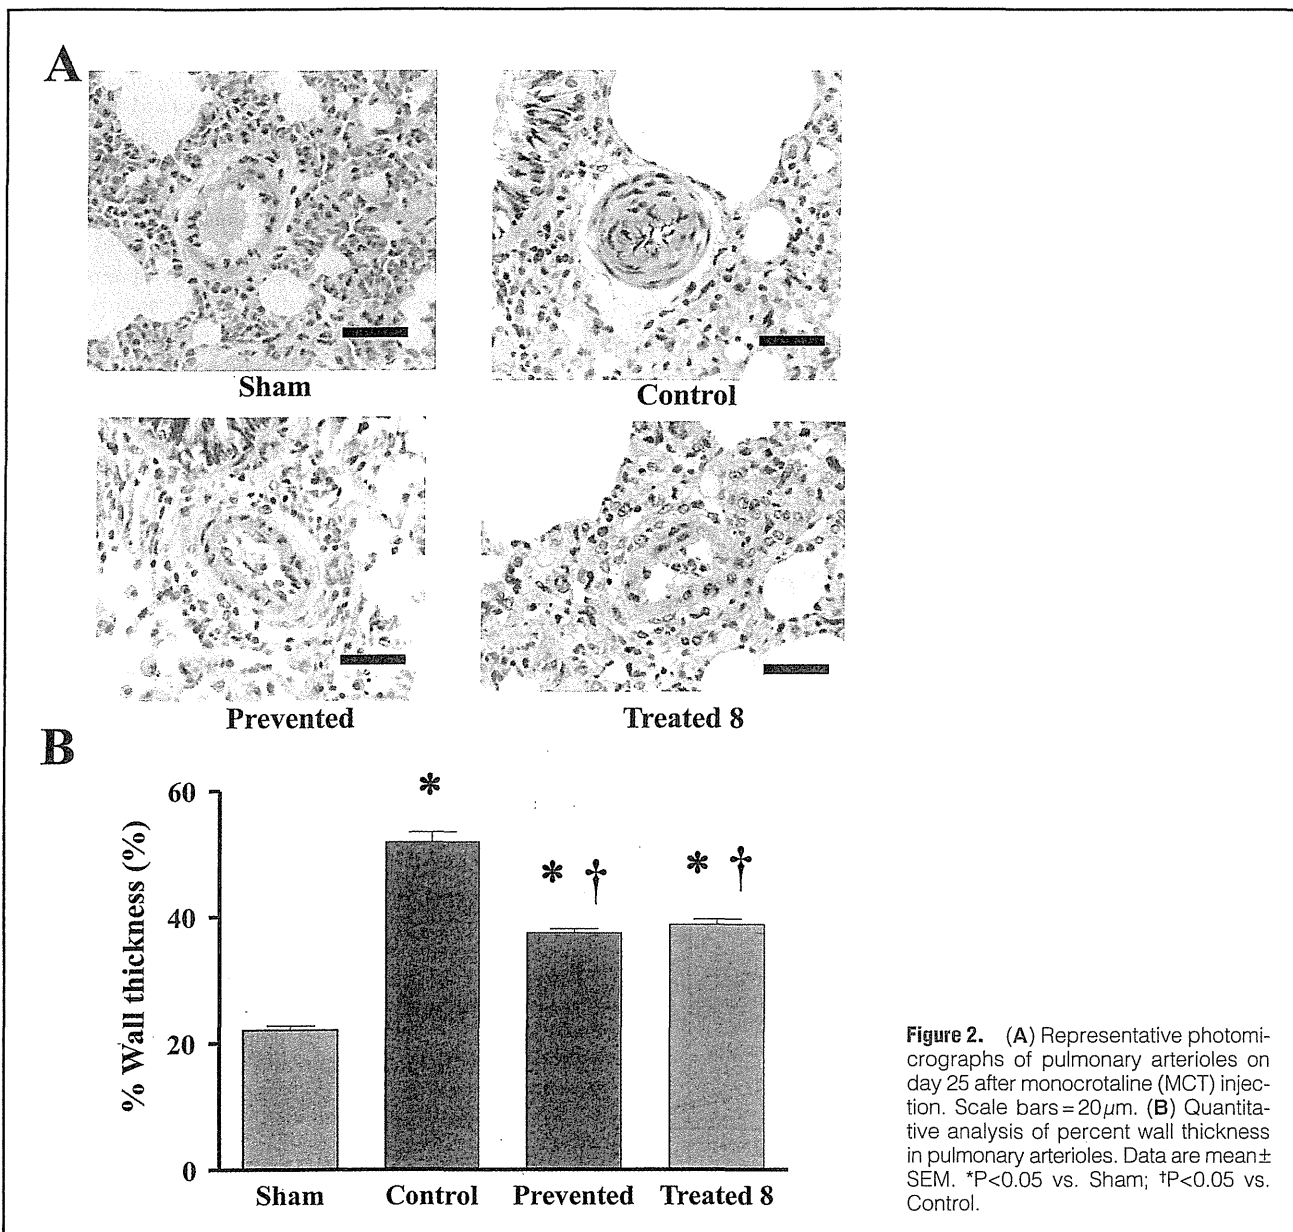 A
Sham
Control
Prevented
Treated 8
B
% Wall thickness (%)
60
40
20
0
*
* †
* †
Sham Control Prevented Treated 8
Figure 2. (A) Representative photomi-
crographs of pulmonary arterioles on
day 25 after monocrotaline (MCT) injec-
tion. Scale bars=20μm. (B) Quantita-
tive analysis of percent wall thickness
in pulmonary arterioles. Data are mean±
SEM. *P<0.05 vs. Sham; †P<0.05 vs.
Control.